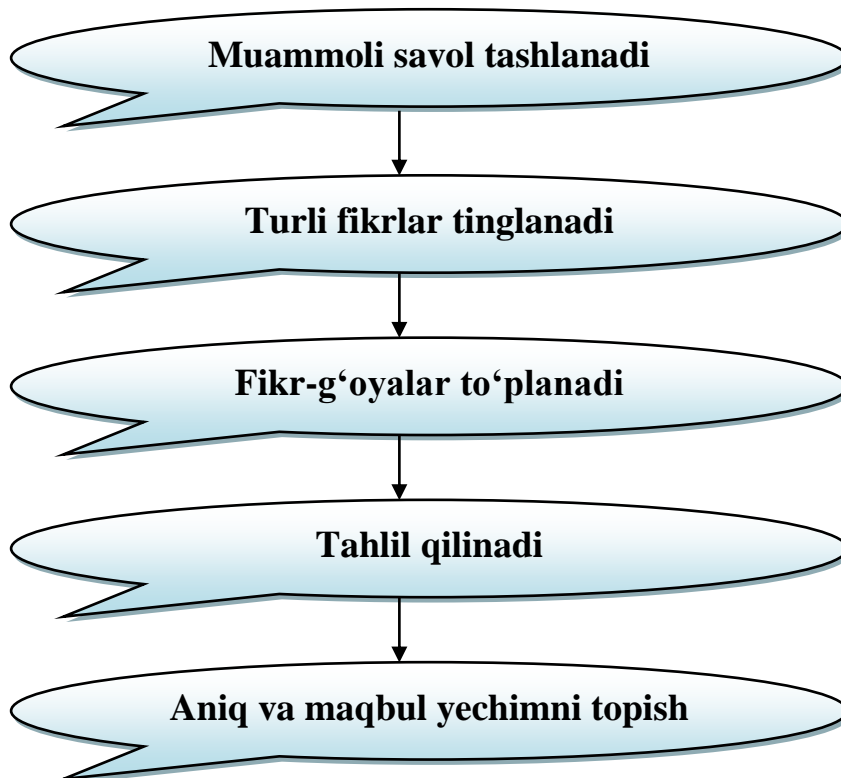 Muammoli savol tashlanadi
Turli fikrlar tinglanadi
Fikr-g‘oyalar to‘planadi
Tahlil qilinadi
Aniq va maqbul yechimni topish